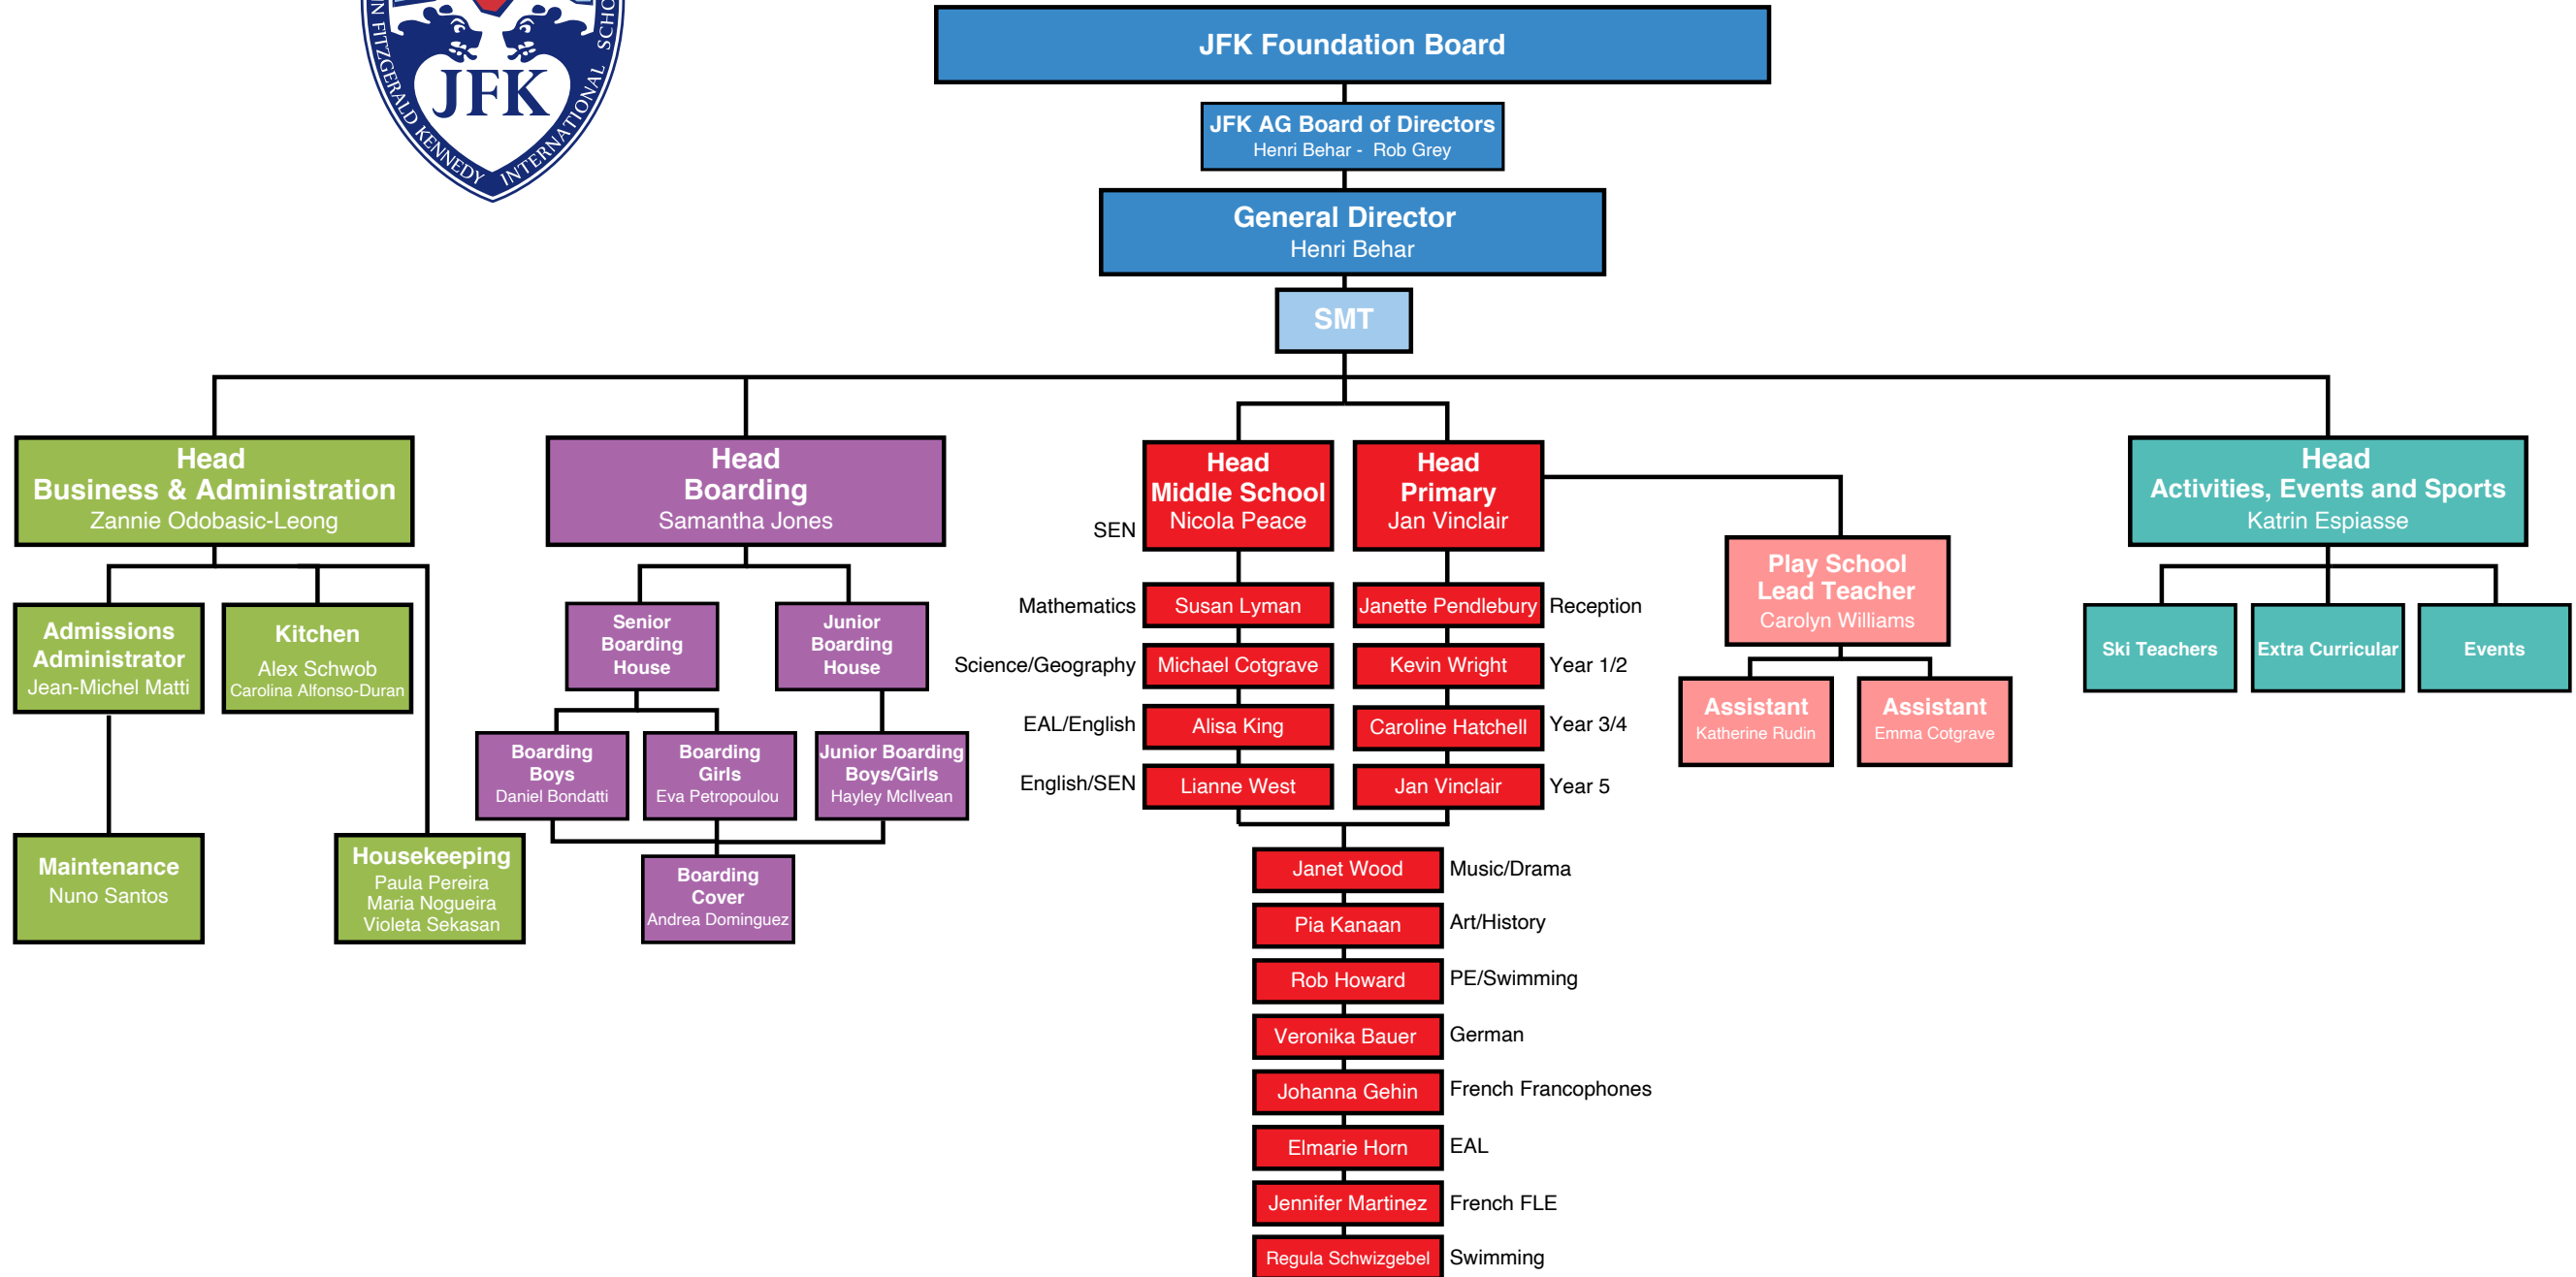 N FITZGERALD KENNEDY INTERNATIONAL SCHO
JFK
JFK Foundation Board
JFK AG Board of Directors
Henri Behar - Rob Grey
General Director
Henri Behar
SMT
Head
Business & Administration
Zannie Odobasic-Leong
Admissions
Administrator
Jean-Michel Matti
Kitchen
Alex Schwob
Carolina Alfonso-Duran
Maintenance
Nuno Santos
Housekeeping
Paula Pereira
Maria Nogueira
Violeta Sekasan
Head
Boarding
Samantha Jones
Senior
Boarding
House
Junior
Boarding
House
Boarding
Boys
Daniel Bondatti
Boarding
Girls
Eva Petropoulou
Junior Boarding
Boys/Girls
Hayley McIlvean
Boarding
Cover
Andrea Dominguez
Head
Middle School
Nicola Peace
SEN
Mathematics
Susan Lyman
Science/Geography
Michael Cotgrave
EAL/English
Alisa King
English/SEN
Lianne West
Head
Primary
Jan Vinclair
Janette Pendlebury
Reception
Kevin Wright
Year 1/2
Caroline Hatchell
Year 3/4
Jan Vinclair
Year 5
Janet Wood
Music/Drama
Pia Kanaan
Art/History
Rob Howard
PE/Swimming
Veronika Bauer
German
Johanna Gehin
French Francophones
Elmarie Horn
EAL
Jennifer Martinez
French FLE
Regula Schwizgebel
Swimming
Play School
Lead Teacher
Carolyn Williams
Assistant
Katherine Rudin
Assistant
Emma Cotgrave
Head
Activities, Events and Sports
Katrin Espiasse
Ski Teachers
Extra Curricular
Events